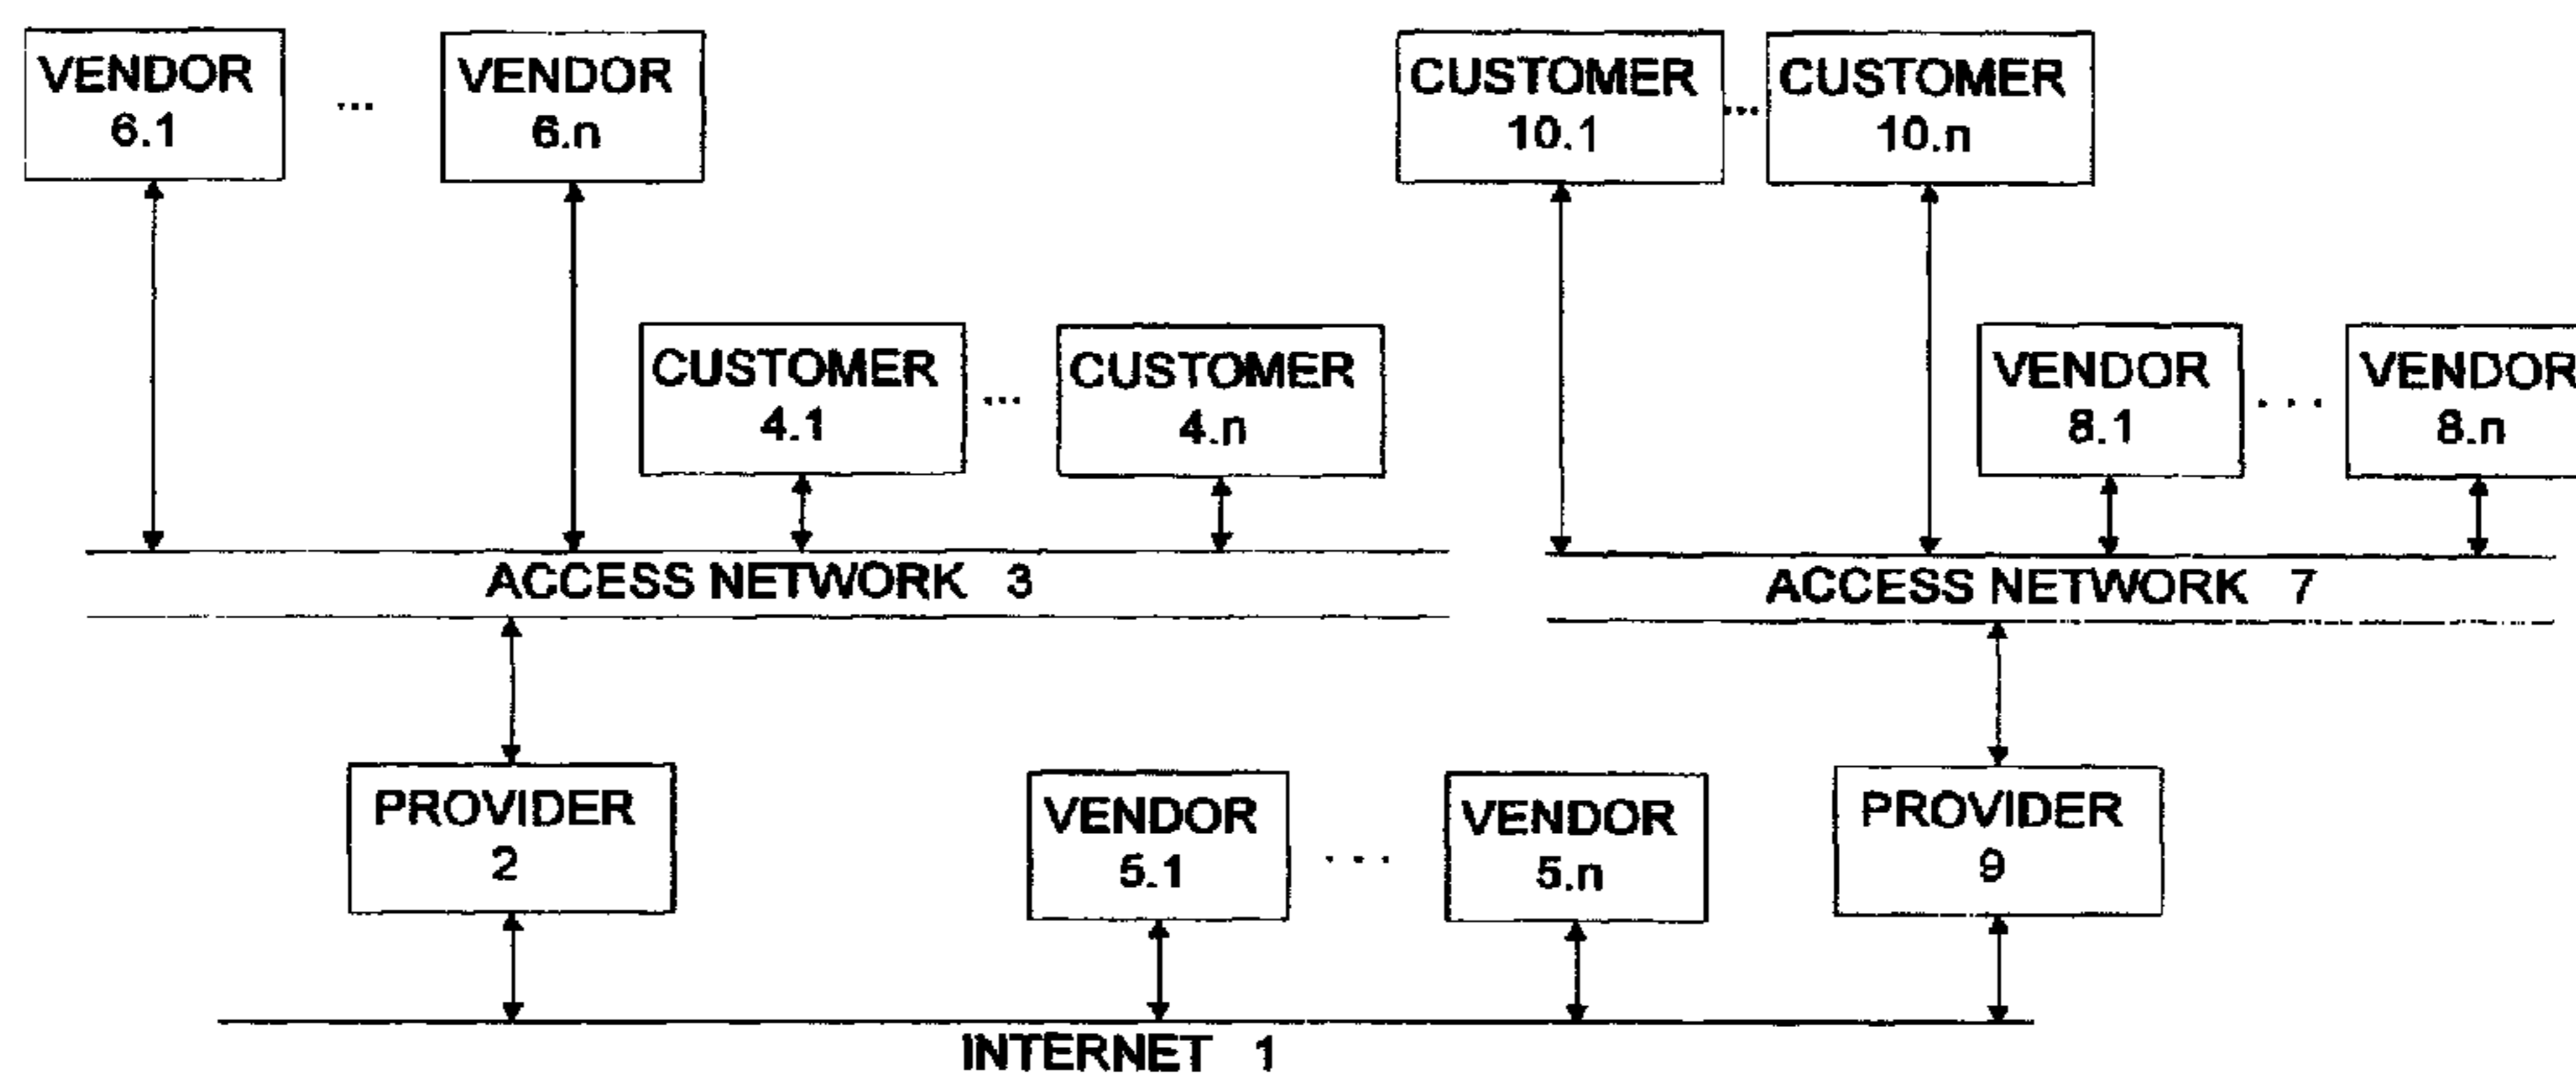 VENDOR
6.1
...
VENDOR
6.n
CUSTOMER
10.1
...
CUSTOMER
10.n
CUSTOMER
4.1
...
CUSTOMER
4.n
VENDOR
8.1
...
VENDOR
8.n
ACCESS NETWORK 3
ACCESS NETWORK 7
PROVIDER
2
VENDOR
5.1
...
VENDOR
5.n
PROVIDER
9
INTERNET 1